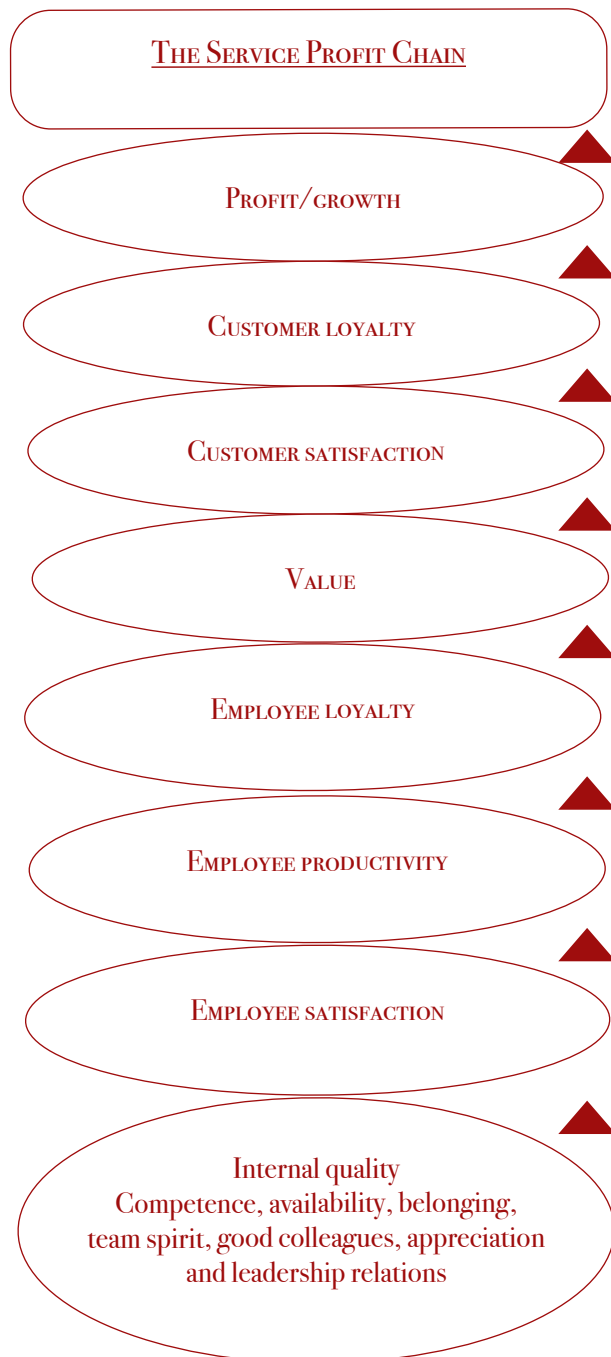 The Service Profit Chain
Profit/growth
Customer loyalty
Customer satisfaction
Value
Employee loyalty
Employee productivity
Employee satisfaction
Internal quality
Competence, availability, belonging,
team spirit, good colleagues, appreciation
and leadership relations